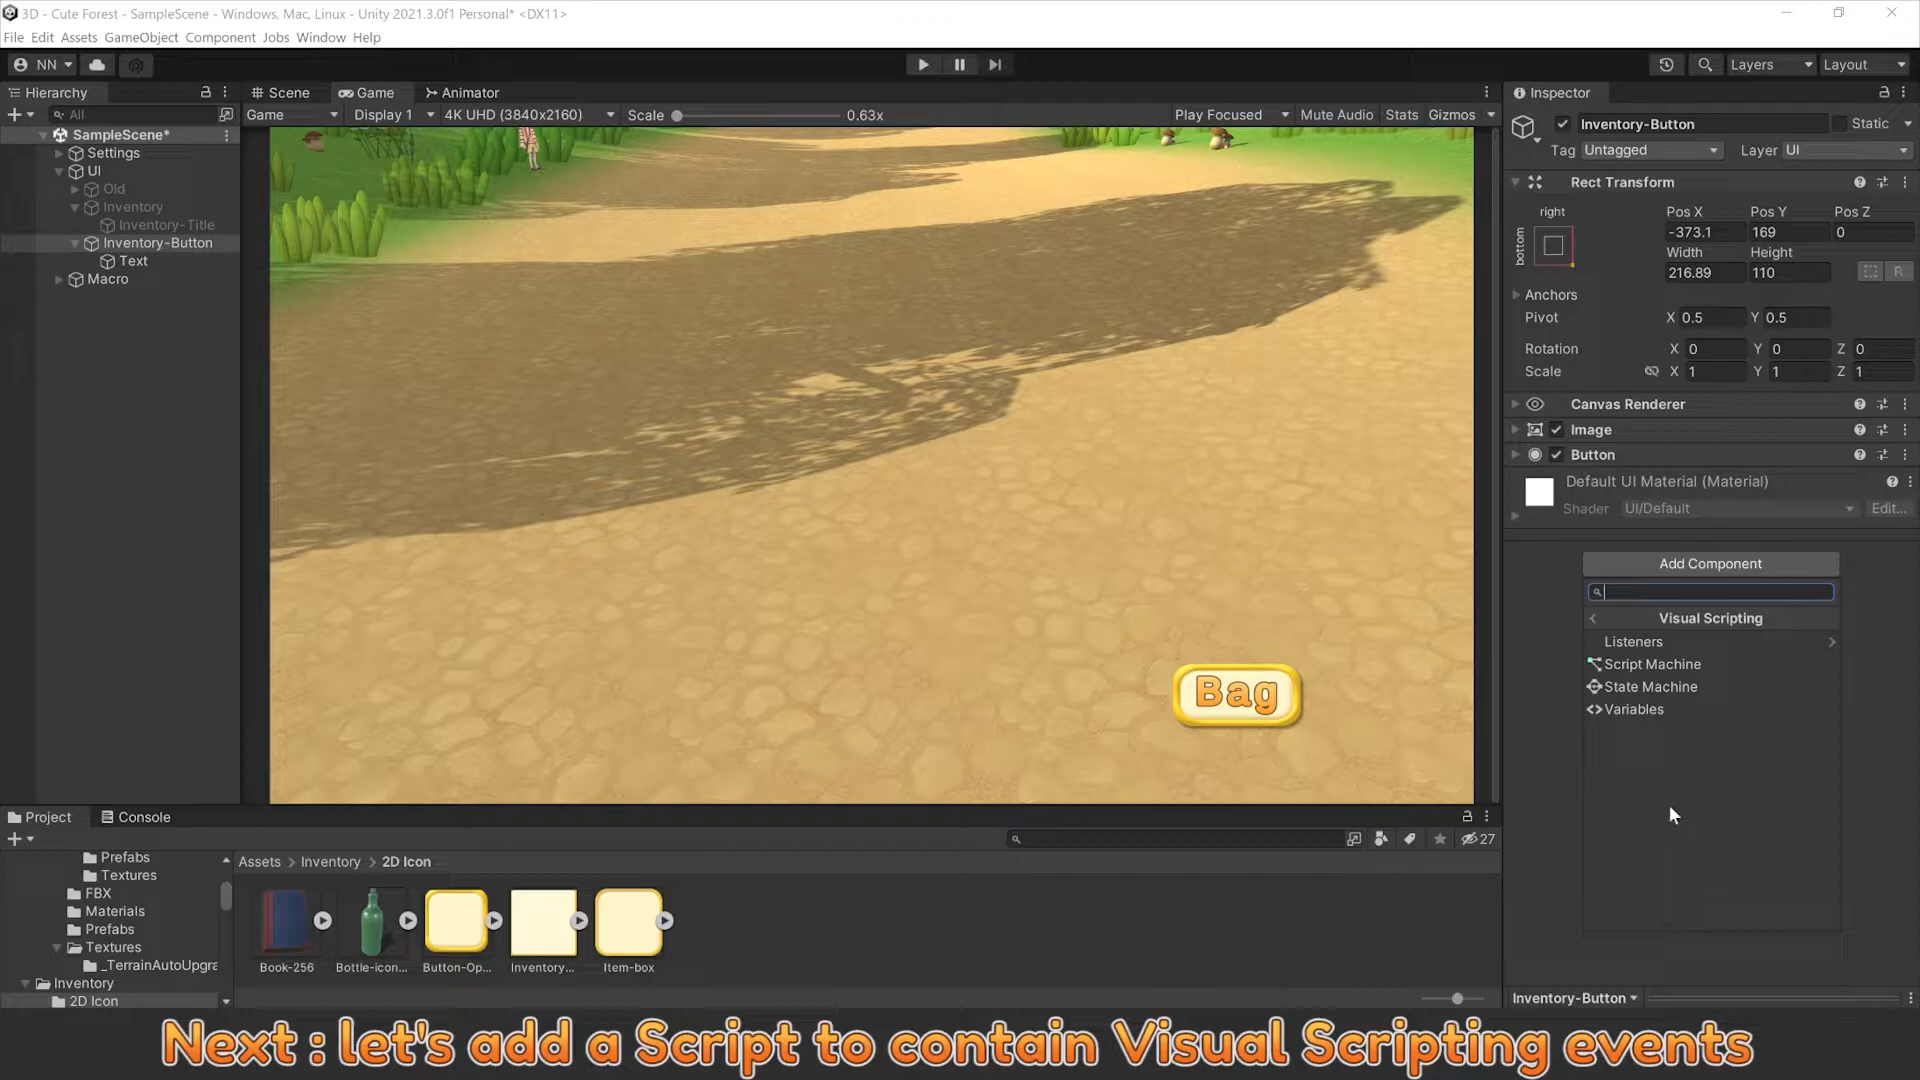 3D - Cute Forest - SampleScene - Windows, Mac, Linux - Unity 2021.3.0f1 Personal* <DX11>
File Edit Assets GameObject Component Jobs Window Help
NN
Layers
Layout
Hierarchy
All
SampleScene*
Settings
UI
Old
Inventory
Inventory-Title
Inventory-Button
Text
Macro
Scene
Game
Animator
Game
Display 1
4K UHD (3840x2160)
Scale
0.63x
Play Focused
Mute Audio
Stats
Gizmos
Bag
Inspector
Inventory-Button
Static
Tag
Untagged
Layer
UI
Rect Transform
right
bottom
Pos X
Pos Y
Pos Z
-373.1
169
0
Width
Height
216.89
110
R
Anchors
Pivot
X 0.5
Y 0.5
Rotation
X 0
Y 0
Z 0
Scale
X 1
Y 1
Z 1
Canvas Renderer
Image
Button
Default UI Material (Material)
Shader
UI/Default
Edit...
Add Component
Visual Scripting
Listeners
Script Machine
State Machine
Variables
Inventory-Button
Project
Console
27
Prefabs
Textures
FBX
Materials
Prefabs
Textures
_TerrainAutoUpgra
Inventory
2D Icon
Assets > Inventory > 2D Icon
Book-256
Bottle-icon...
Button-Op...
Inventory...
Item-box
Next : let's add a Script to contain Visual Scripting events